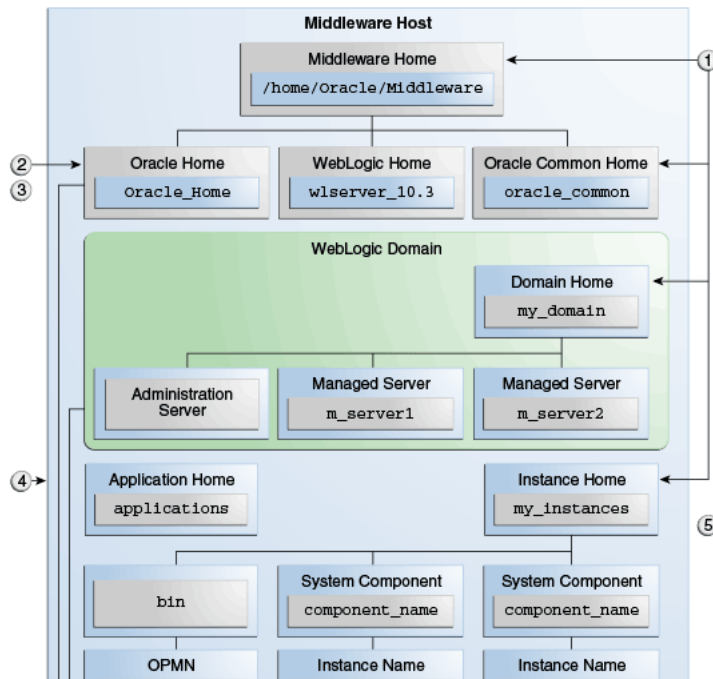 Middleware Host
Middleware Home
/home/Oracle/Middleware
1
2
3
Oracle Home
Oracle_Home
WebLogic Home
wlserver_10.3
Oracle Common Home
oracle_common
WebLogic Domain
Domain Home
my_domain
Administration
Server
Managed Server
m_server1
Managed Server
m_server2
4
Application Home
applications
Instance Home
my_instances
5
bin
System Component
component_name
System Component
component_name
OPMN
Instance Name
Instance Name